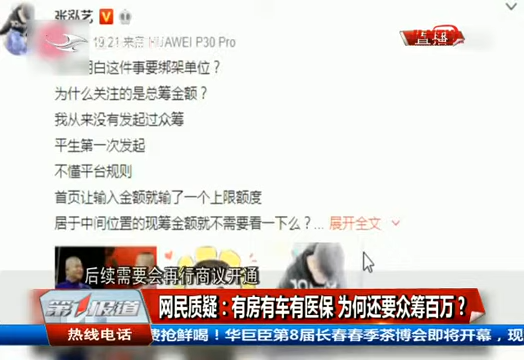 张泓艺
19:21 来自 HUAWEI P30 Pro
直播
明白这件事要绑架单位？
为什么关注的是总筹金额？
我从来没有发起过众筹
平生第一次发起
不懂平台规则
首页让输入金额就输了一个上限额度
居于中间位置的现筹金额就不需要看一下么？... 展开全文
后续需要会再行商议开通
第1报道
网民质疑：有房有车有医保 为何还要众筹百万？
热线电话
费抢鲜喝！华巨臣第8届长春春季茶博会即将开幕，现